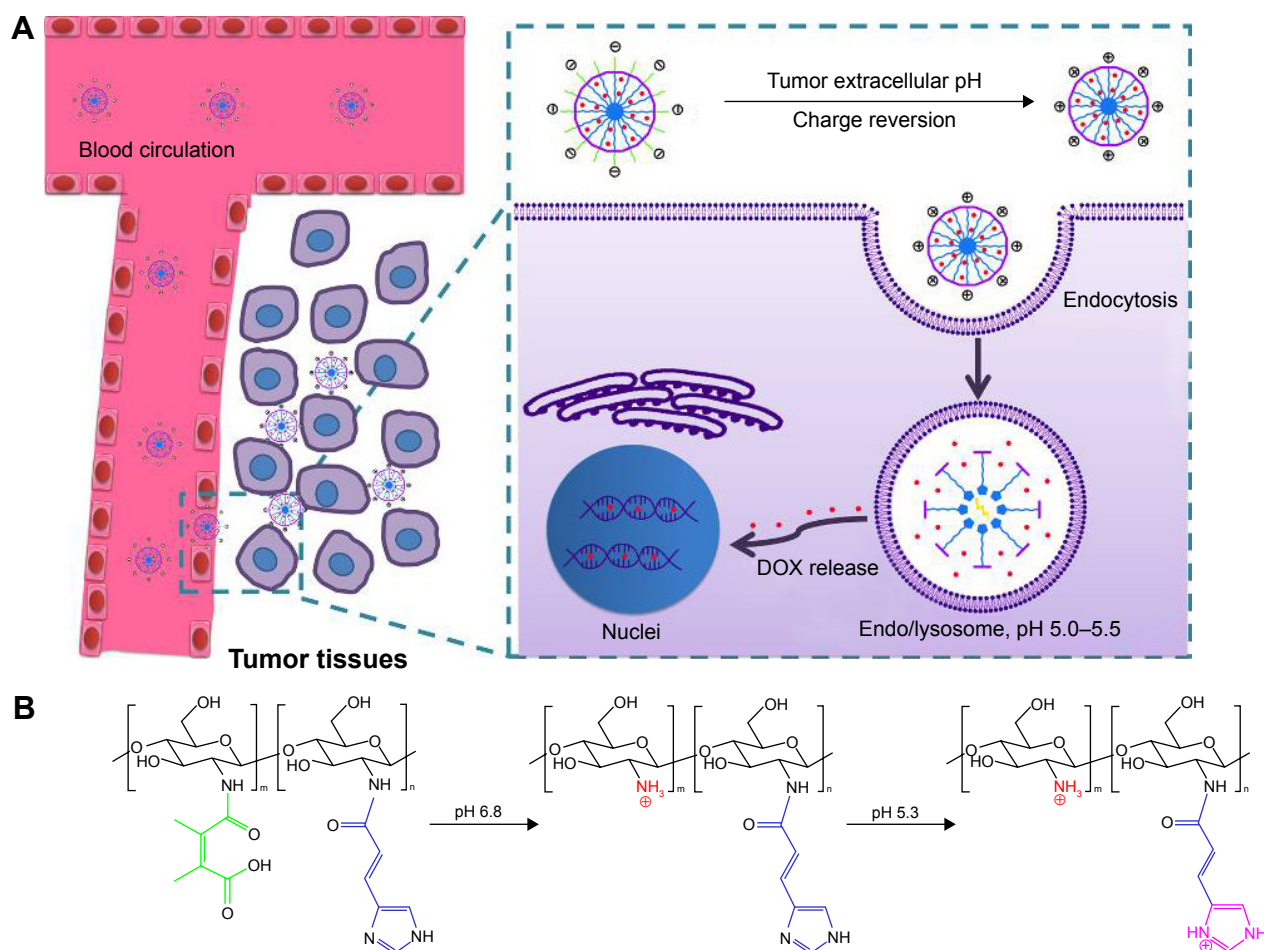 A
Blood circulation
Tumor extracellular pH
Charge reversion
Endocytosis
DOX release
Nuclei
Endo/lysosome, pH 5.0–5.5
Tumor tissues
B
OH
O
O
HO
NH
m
O
OH
O
OH
O
O
HO
NH
n
O
N
NH
pH 6.8
OH
O
O
HO
NH3
⊕
m
OH
O
O
HO
NH
n
O
N
NH
pH 5.3
OH
O
O
HO
NH3
⊕
m
OH
O
O
HO
NH
n
O
HN
⊕
NH